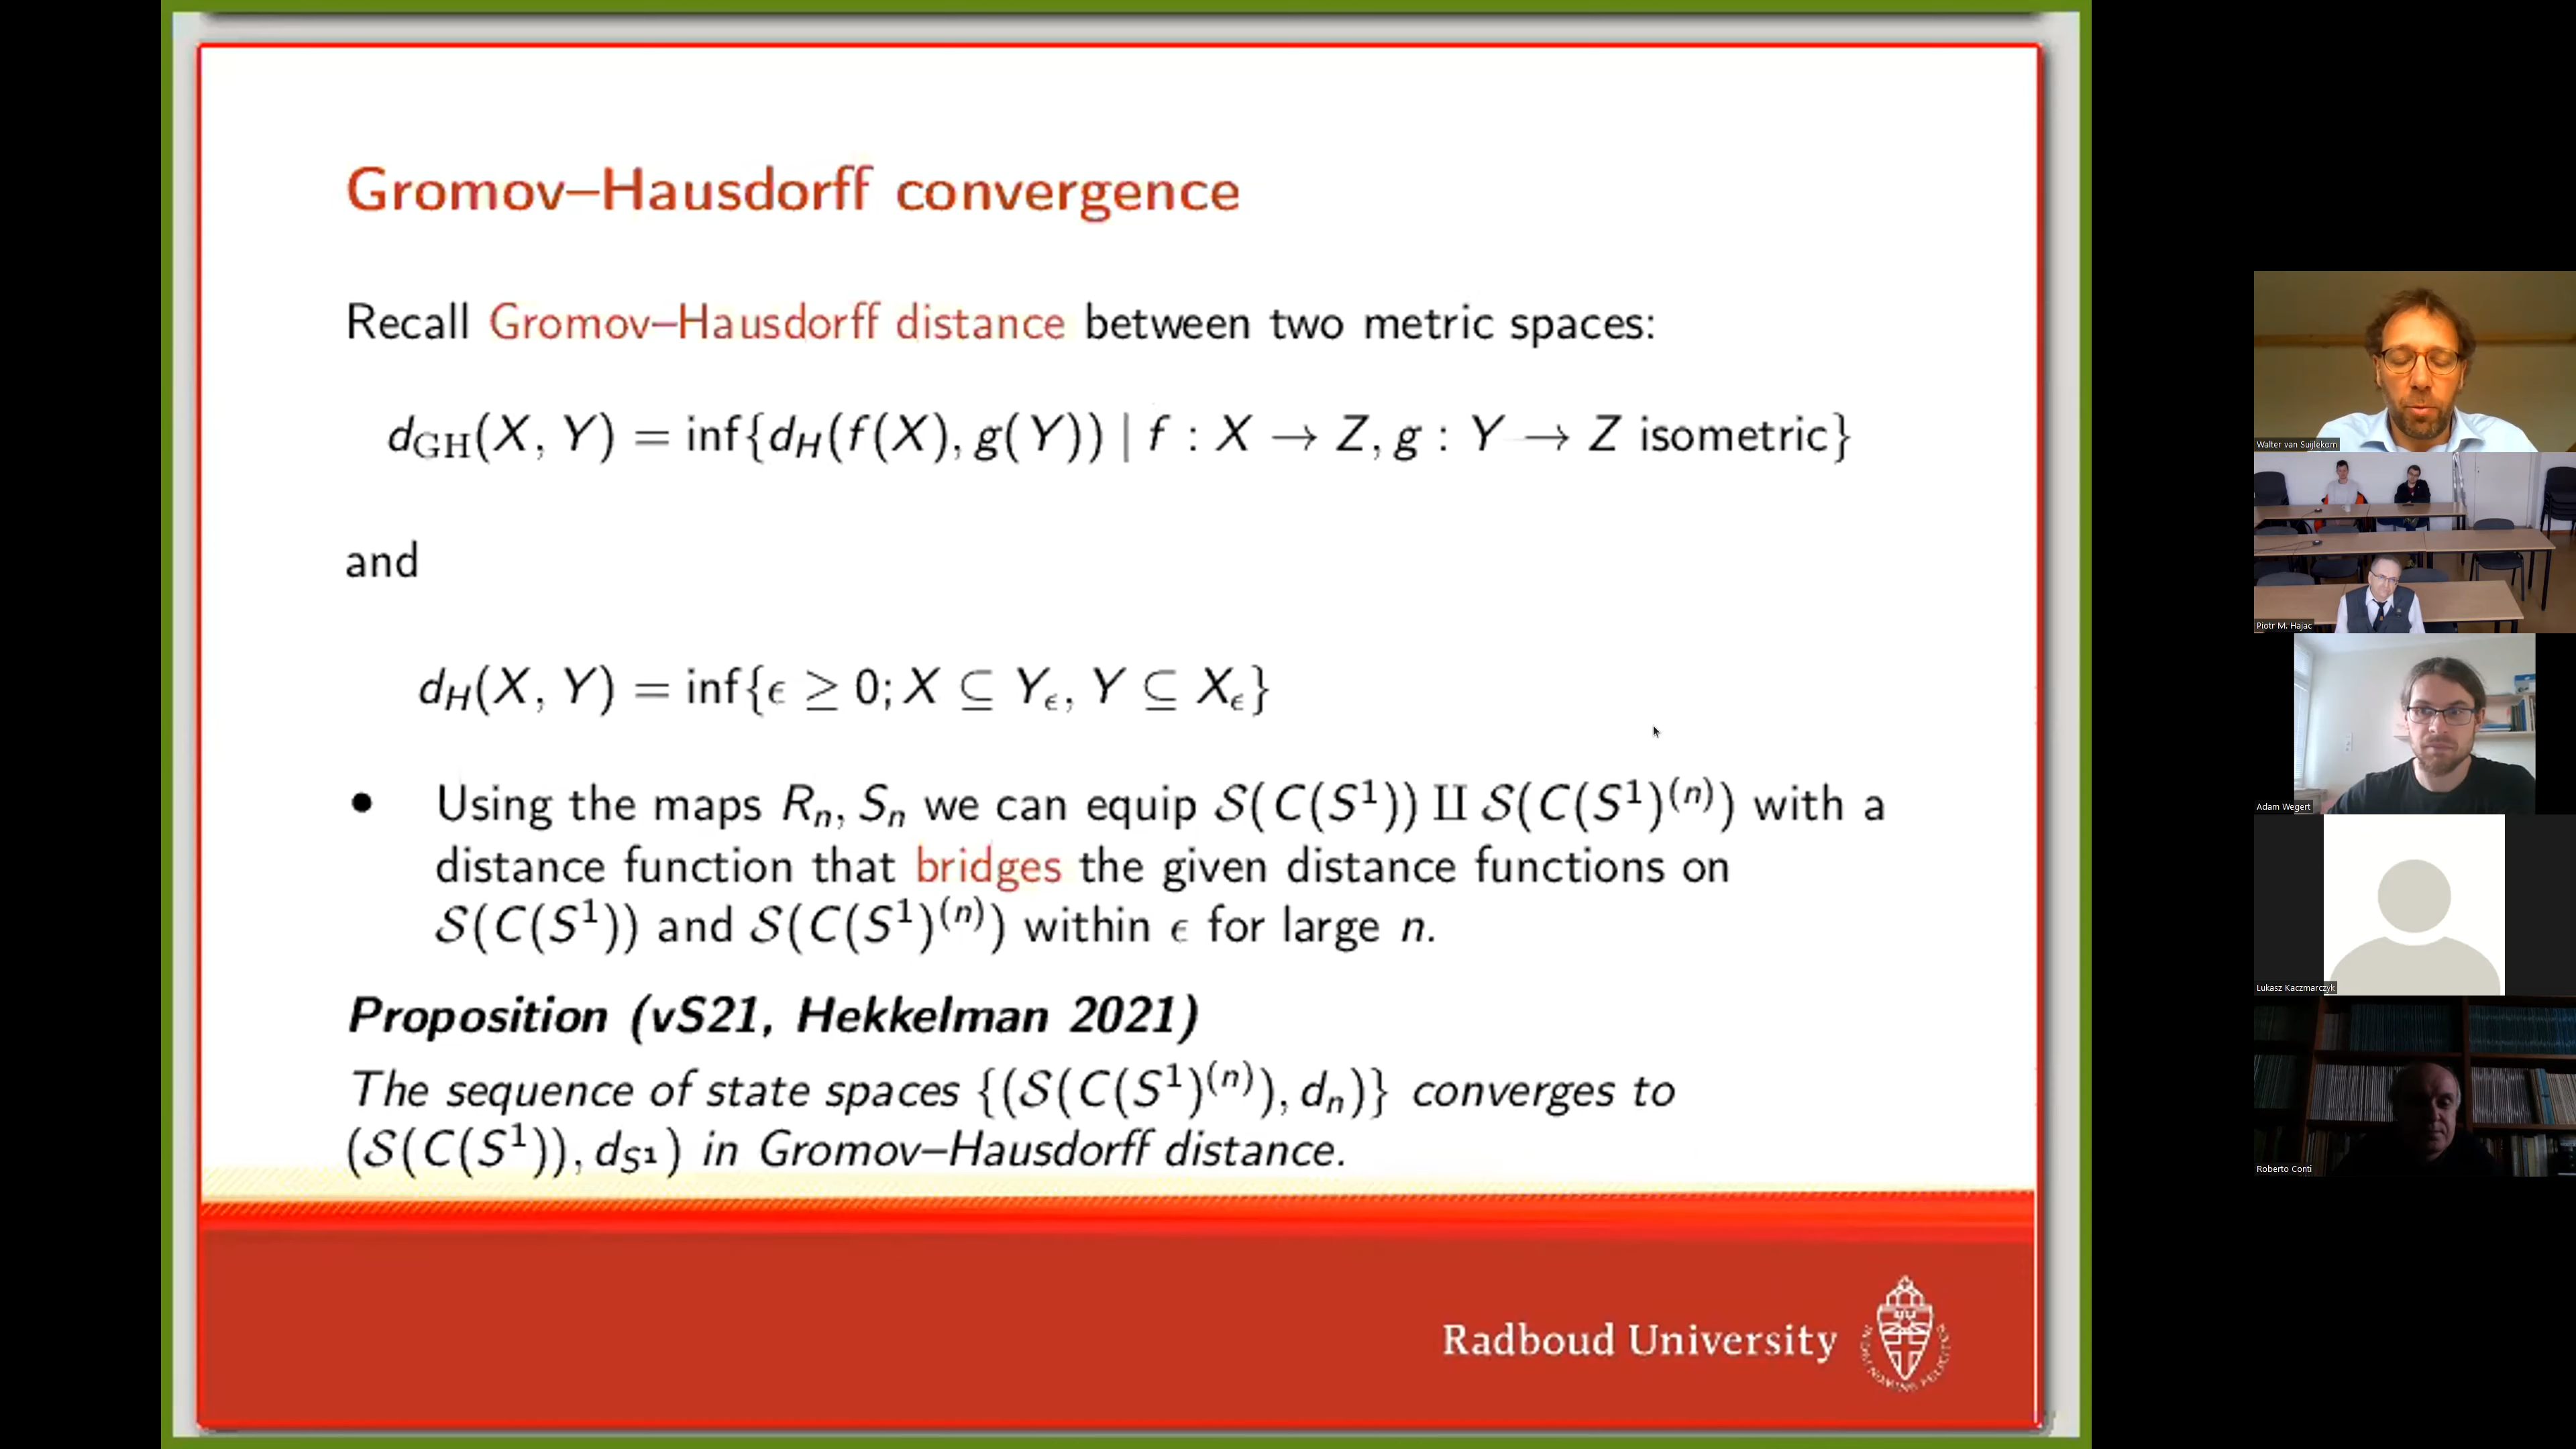 Gromov–Hausdorff convergence
Recall Gromov–Hausdorff distance between two metric spaces:
d_GH(X, Y) = inf{d_H(f(X), g(Y)) | f : X → Z, g : Y → Z isometric}
and
d_H(X, Y) = inf{ϵ ≥ 0; X ⊆ Y_ϵ, Y ⊆ X_ϵ}
• Using the maps R_n, S_n we can equip 𝒮(C(S¹)) ∐ 𝒮(C(S¹)^(n)) with a
distance function that bridges the given distance functions on
𝒮(C(S¹)) and 𝒮(C(S¹)^(n)) within ϵ for large n.
Proposition (vS21, Hekkelman 2021)
The sequence of state spaces {(𝒮(C(S¹)^(n)), d_n)} converges to
(𝒮(C(S¹)), d_S¹) in Gromov–Hausdorff distance.
Radboud University
Walter van Suijlekom
Piotr M. Hajac
Adam Wegert
Lukasz Kaczmarczyk
Roberto Conti